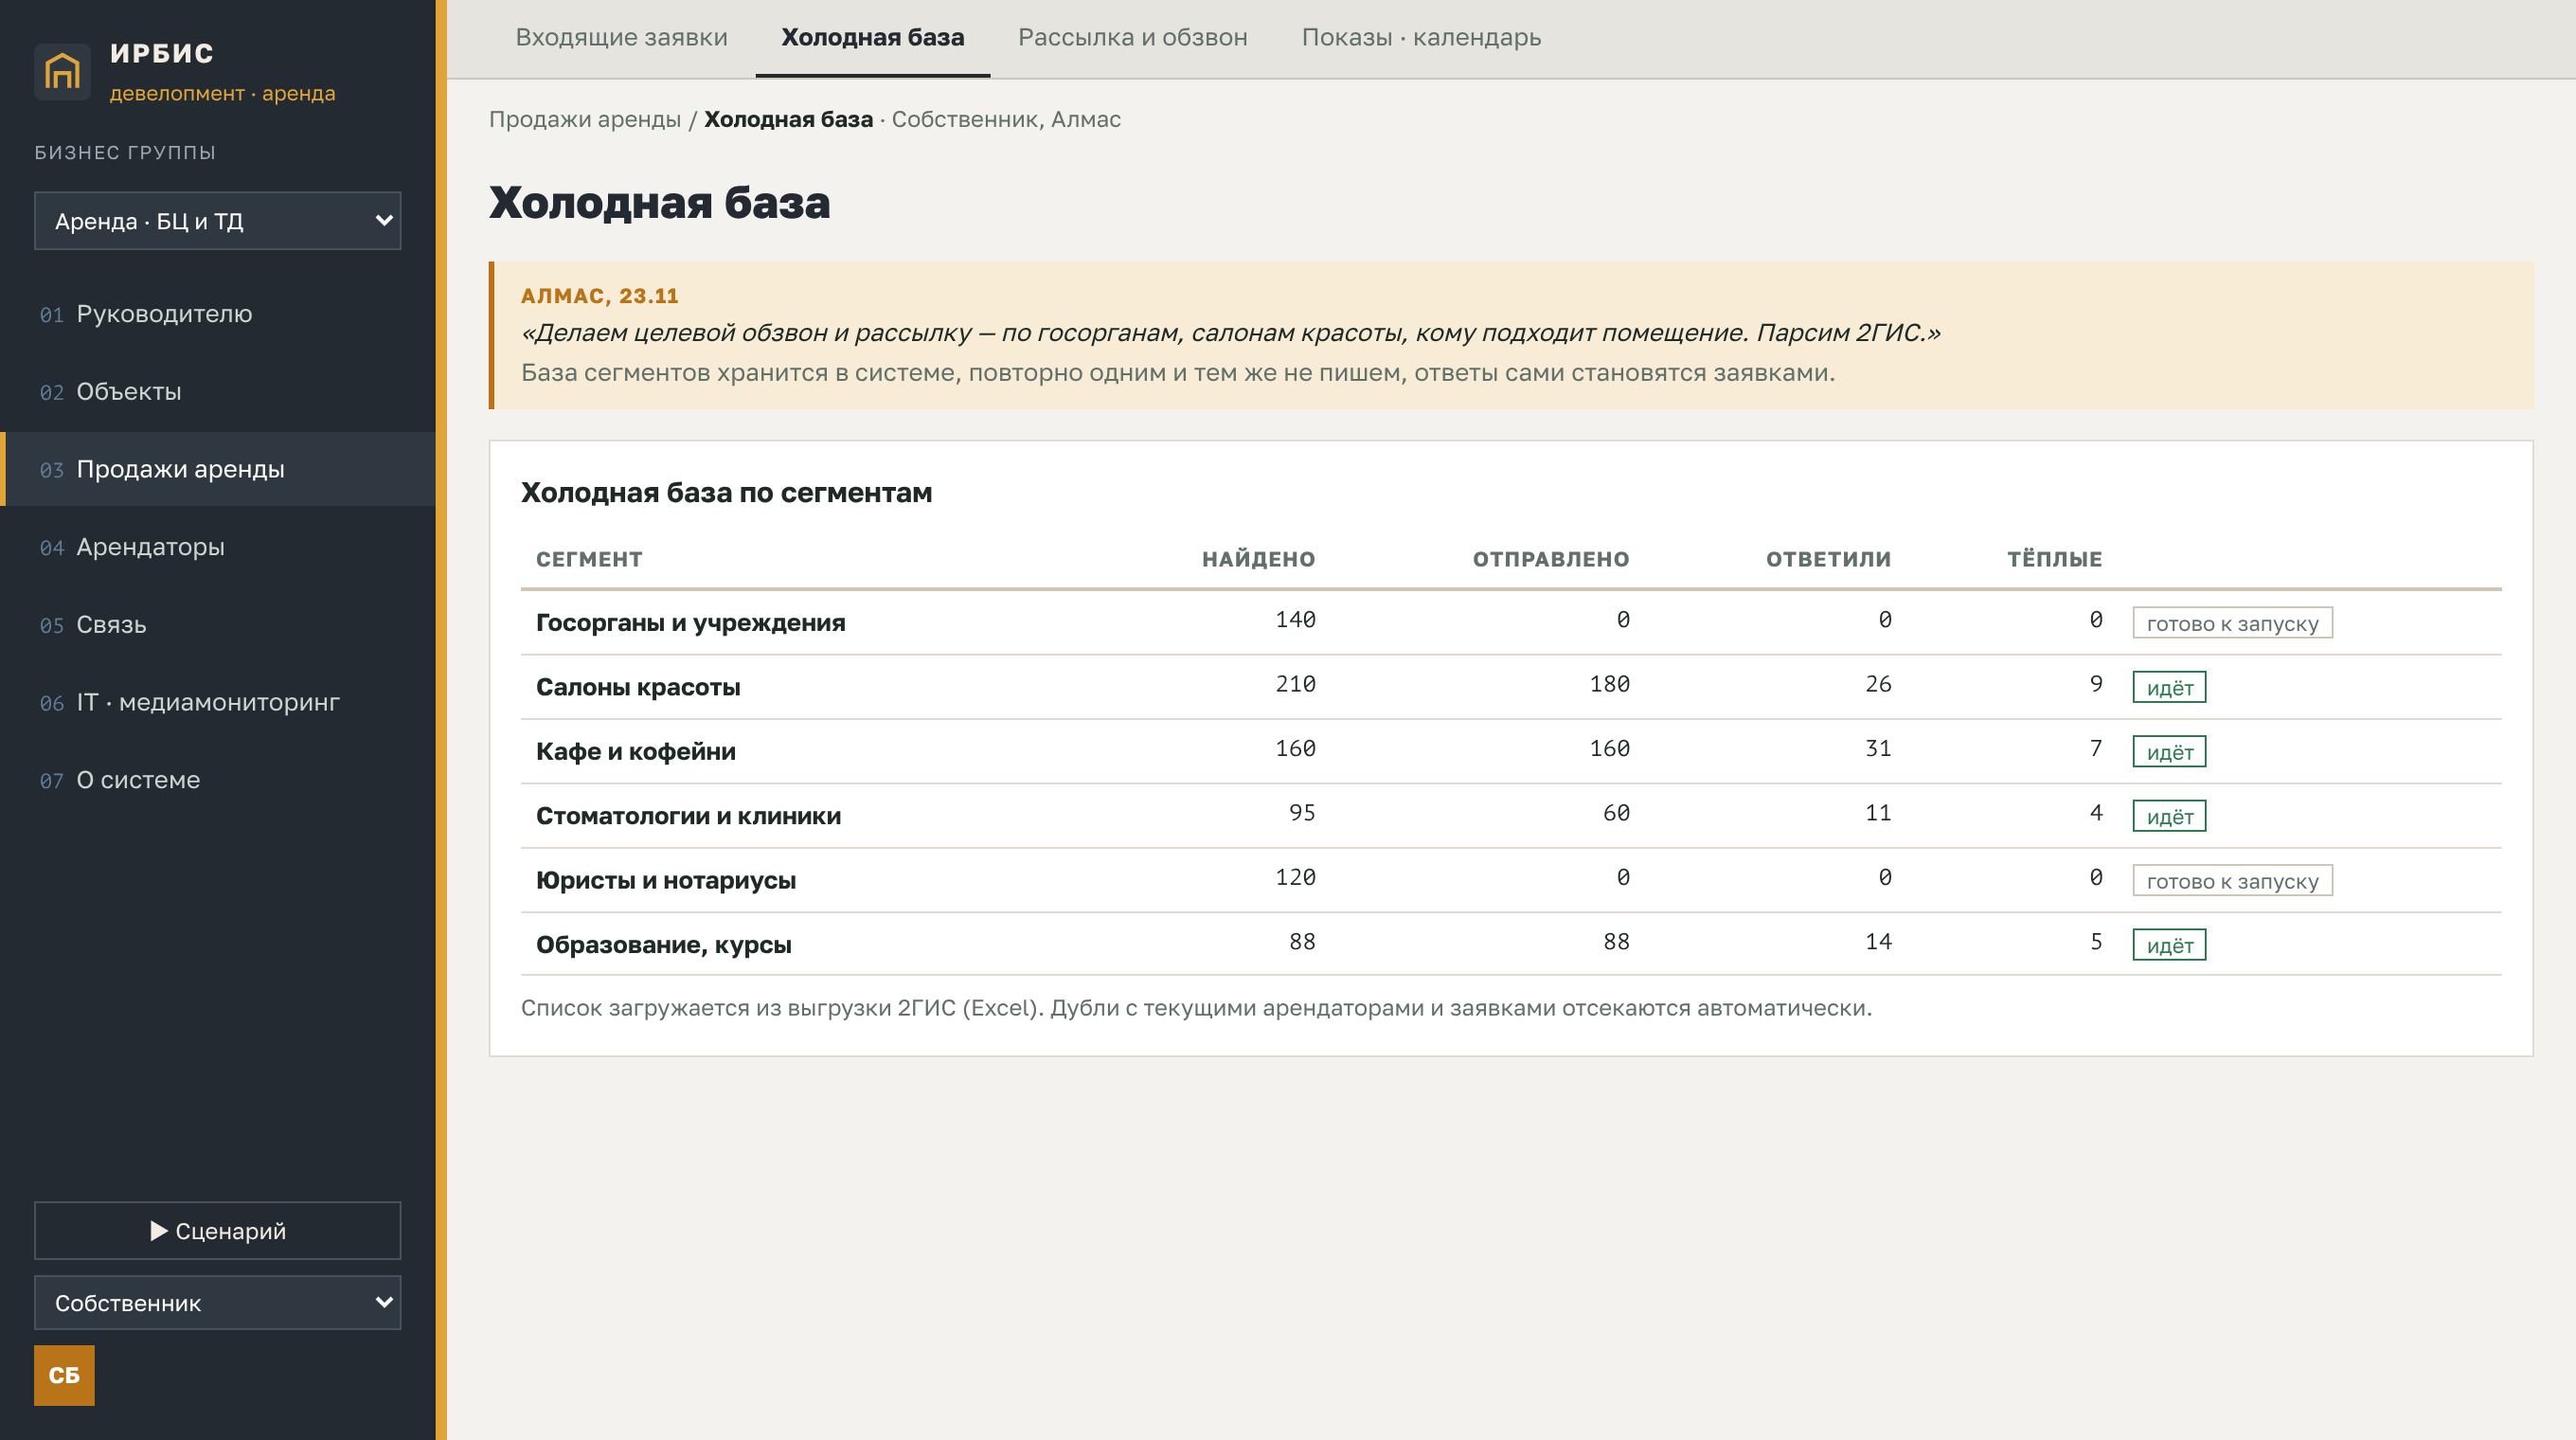 ИРБИС
девелопмент · аренда
БИЗНЕС ГРУППЫ
Аренда · БЦ и ТД
01 Руководителю
02 Объекты
03 Продажи аренды
04 Арендаторы
05 Связь
06 IT · медиамониторинг
07 О системе
▶ Сценарий
Собственник
СБ
Входящие заявки Холодная база Рассылка и обзвон Показы · календарь
Продажи аренды / Холодная база · Собственник, Алмас
Холодная база
АЛМАС, 23.11
«Делаем целевой обзвон и рассылку — по госорганам, салонам красоты, кому подходит помещение. Парсим 2ГИС.»
База сегментов хранится в системе, повторно одним и тем же не пишем, ответы сами становятся заявками.
Холодная база по сегментам
СЕГМЕНТ НАЙДЕНО ОТПРАВЛЕНО ОТВЕТИЛИ ТЁПЛЫЕ
Госорганы и учреждения 140 0 0 0 готово к запуску
Салоны красоты 210 180 26 9 идёт
Кафе и кофейни 160 160 31 7 идёт
Стоматологии и клиники 95 60 11 4 идёт
Юристы и нотариусы 120 0 0 0 готово к запуску
Образование, курсы 88 88 14 5 идёт
Список загружается из выгрузки 2ГИС (Excel). Дубли с текущими арендаторами и заявками отсекаются автоматически.